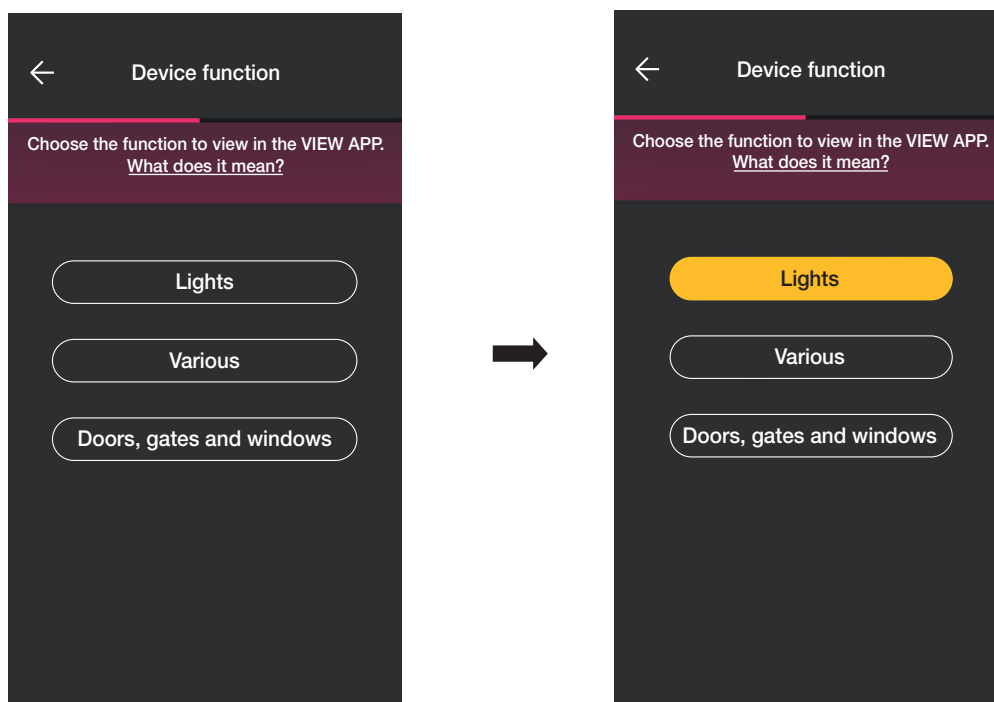 Device function
Choose the function to view in the VIEW APP.
What does it mean?
Lights
Various
Doors, gates and windows
Device function
Choose the function to view in the VIEW APP.
What does it mean?
Lights
Various
Doors, gates and windows